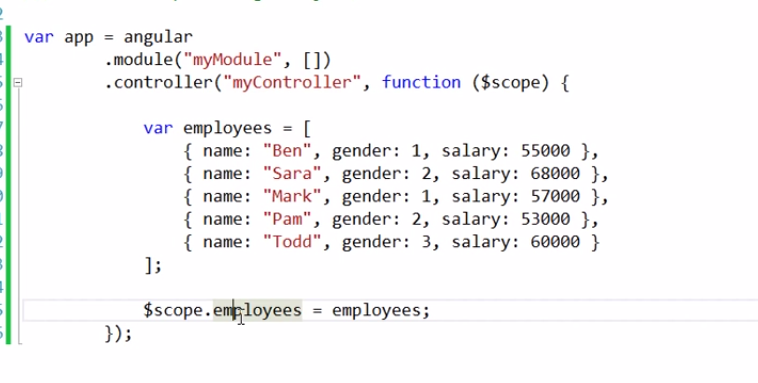 var app = angular
.module("myModule", [])
.controller("myController", function ($scope) {
var employees = [
{ name: "Ben", gender: 1, salary: 55000 },
{ name: "Sara", gender: 2, salary: 68000 },
{ name: "Mark", gender: 1, salary: 57000 },
{ name: "Pam", gender: 2, salary: 53000 },
{ name: "Todd", gender: 3, salary: 60000 }
];
$scope.employees = employees;
});